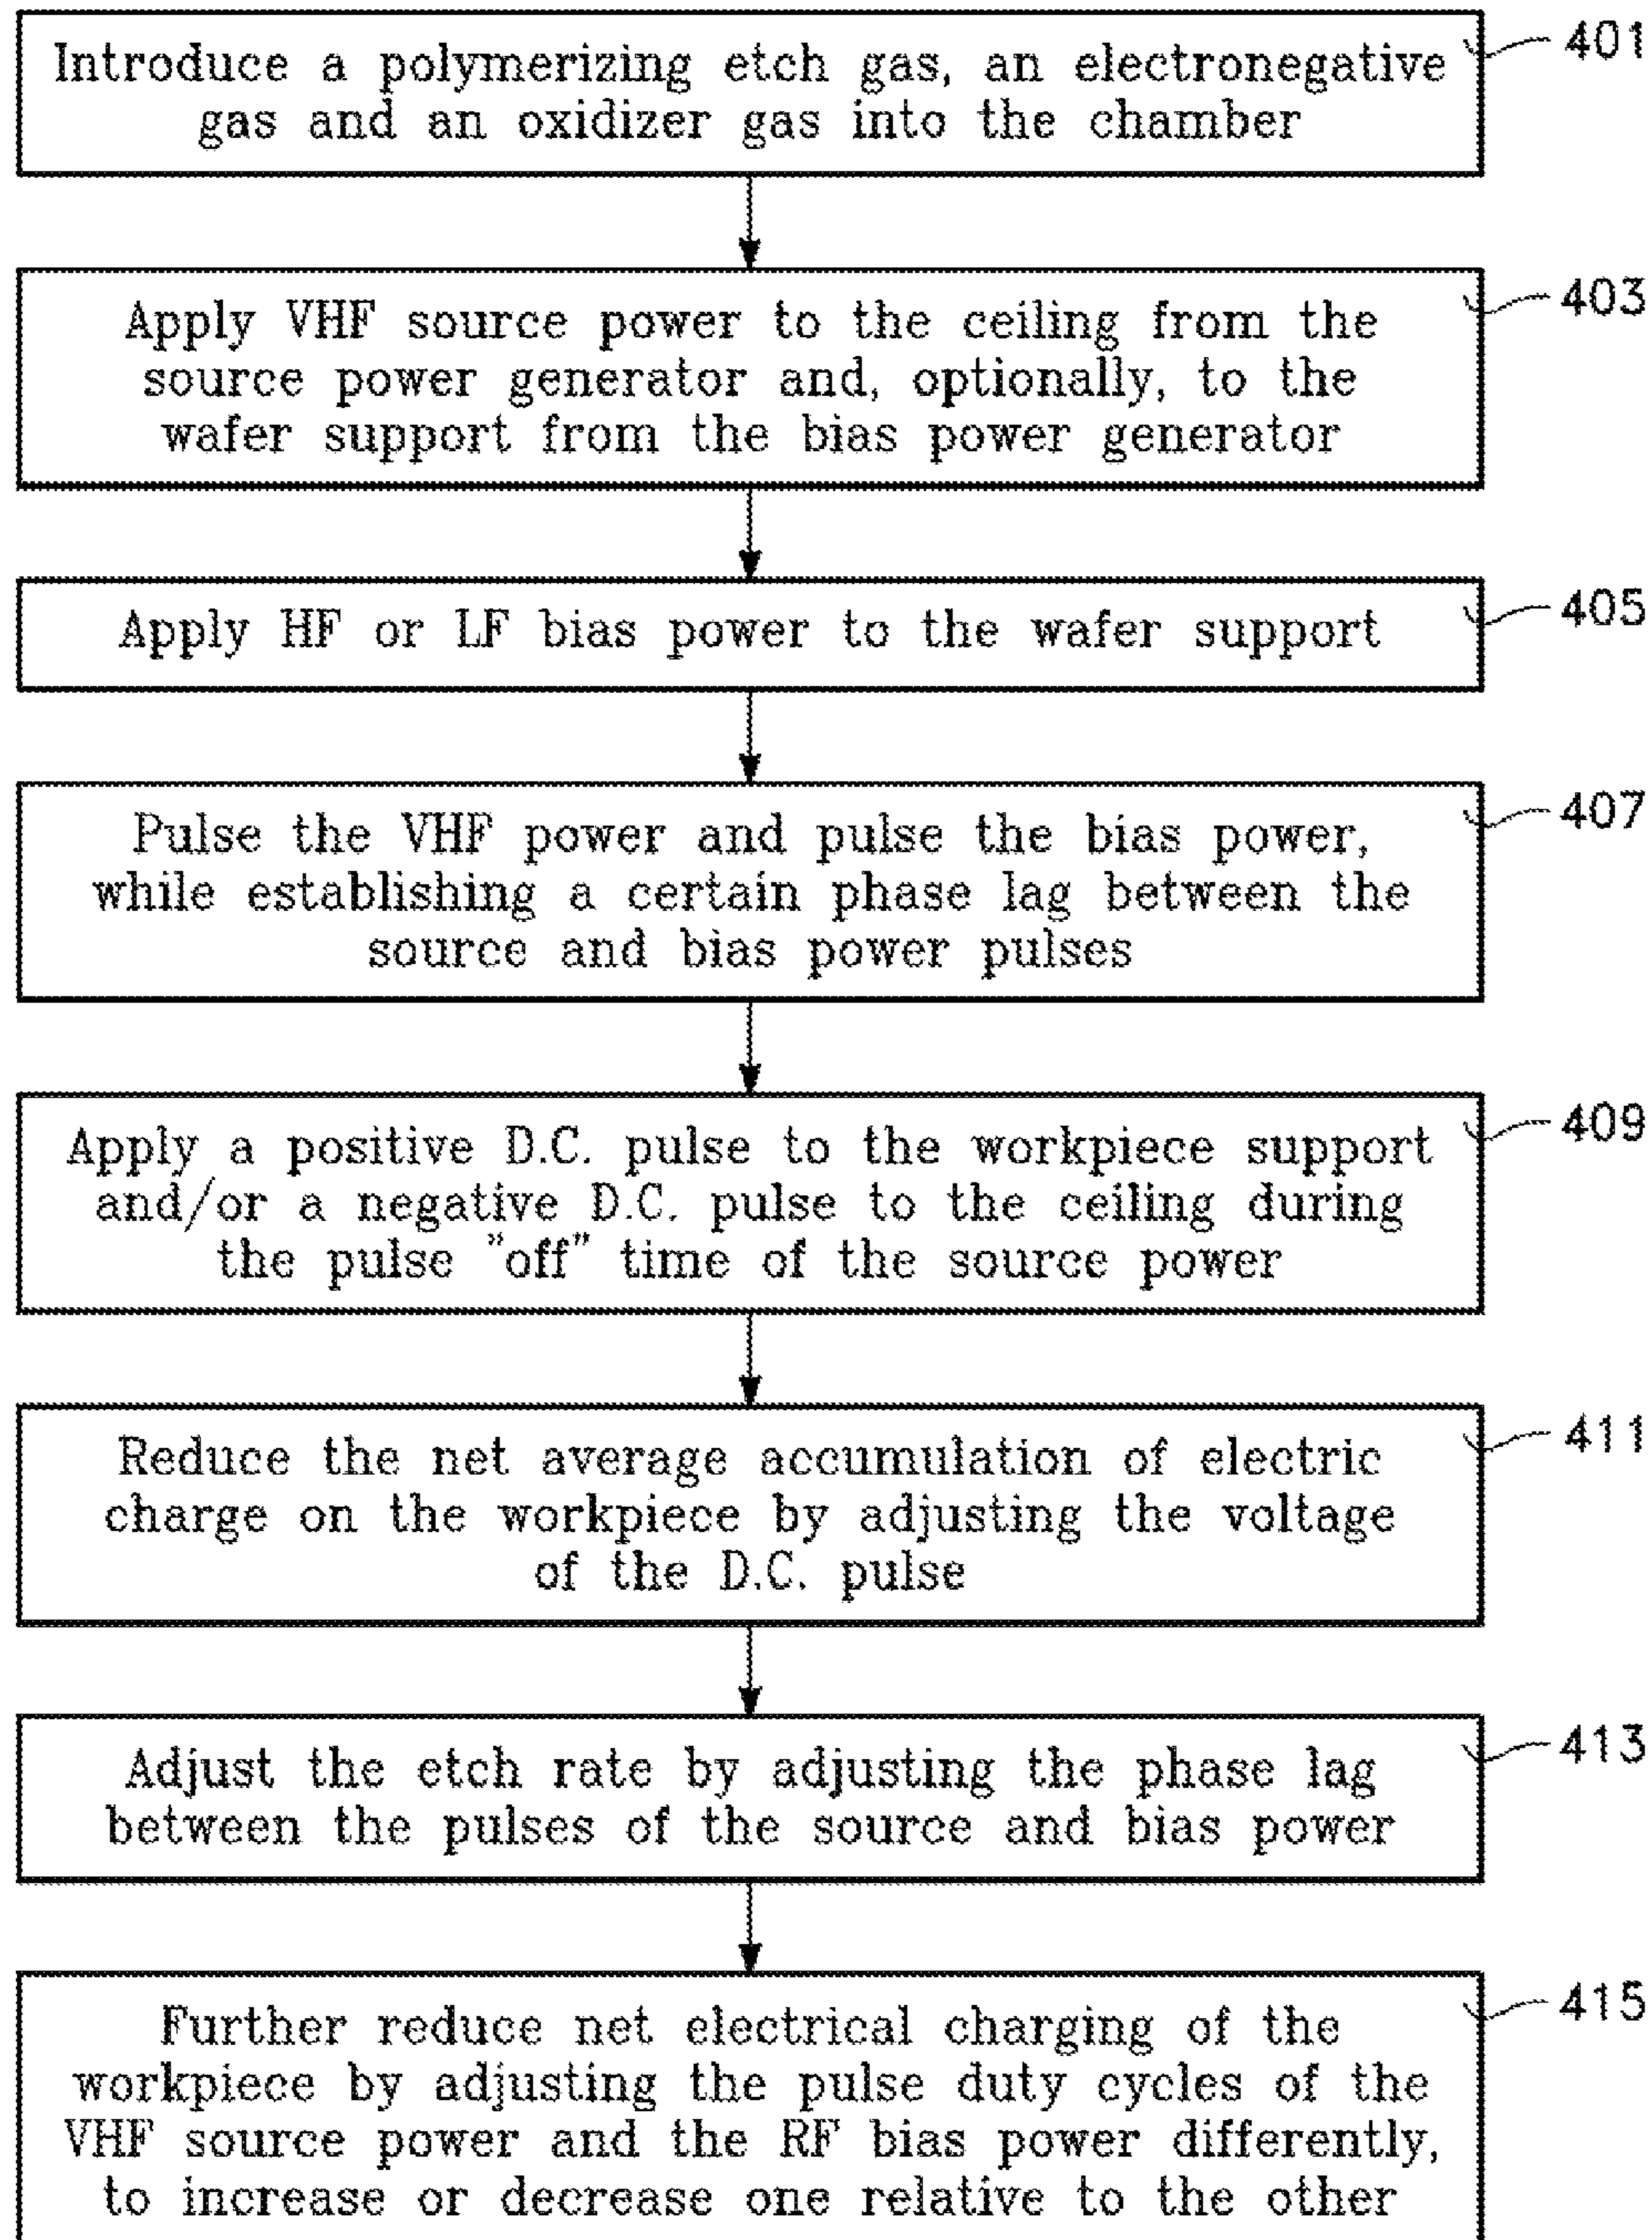 Introduce a polymerizing etch gas, an electronegative
gas and an oxidizer gas into the chamber
401
Apply VHF source power to the ceiling from the
source power generator and, optionally, to the
wafer support from the bias power generator
403
Apply HF or LF bias power to the wafer support
405
Pulse the VHF power and pulse the bias power,
while establishing a certain phase lag between the
source and bias power pulses
407
Apply a positive D.C. pulse to the workpiece support
and/or a negative D.C. pulse to the ceiling during
the pulse "off" time of the source power
409
Reduce the net average accumulation of electric
charge on the workpiece by adjusting the voltage
of the D.C. pulse
411
Adjust the etch rate by adjusting the phase lag
between the pulses of the source and bias power
413
Further reduce net electrical charging of the
workpiece by adjusting the pulse duty cycles of the
VHF source power and the RF bias power differently,
to increase or decrease one relative to the other
415